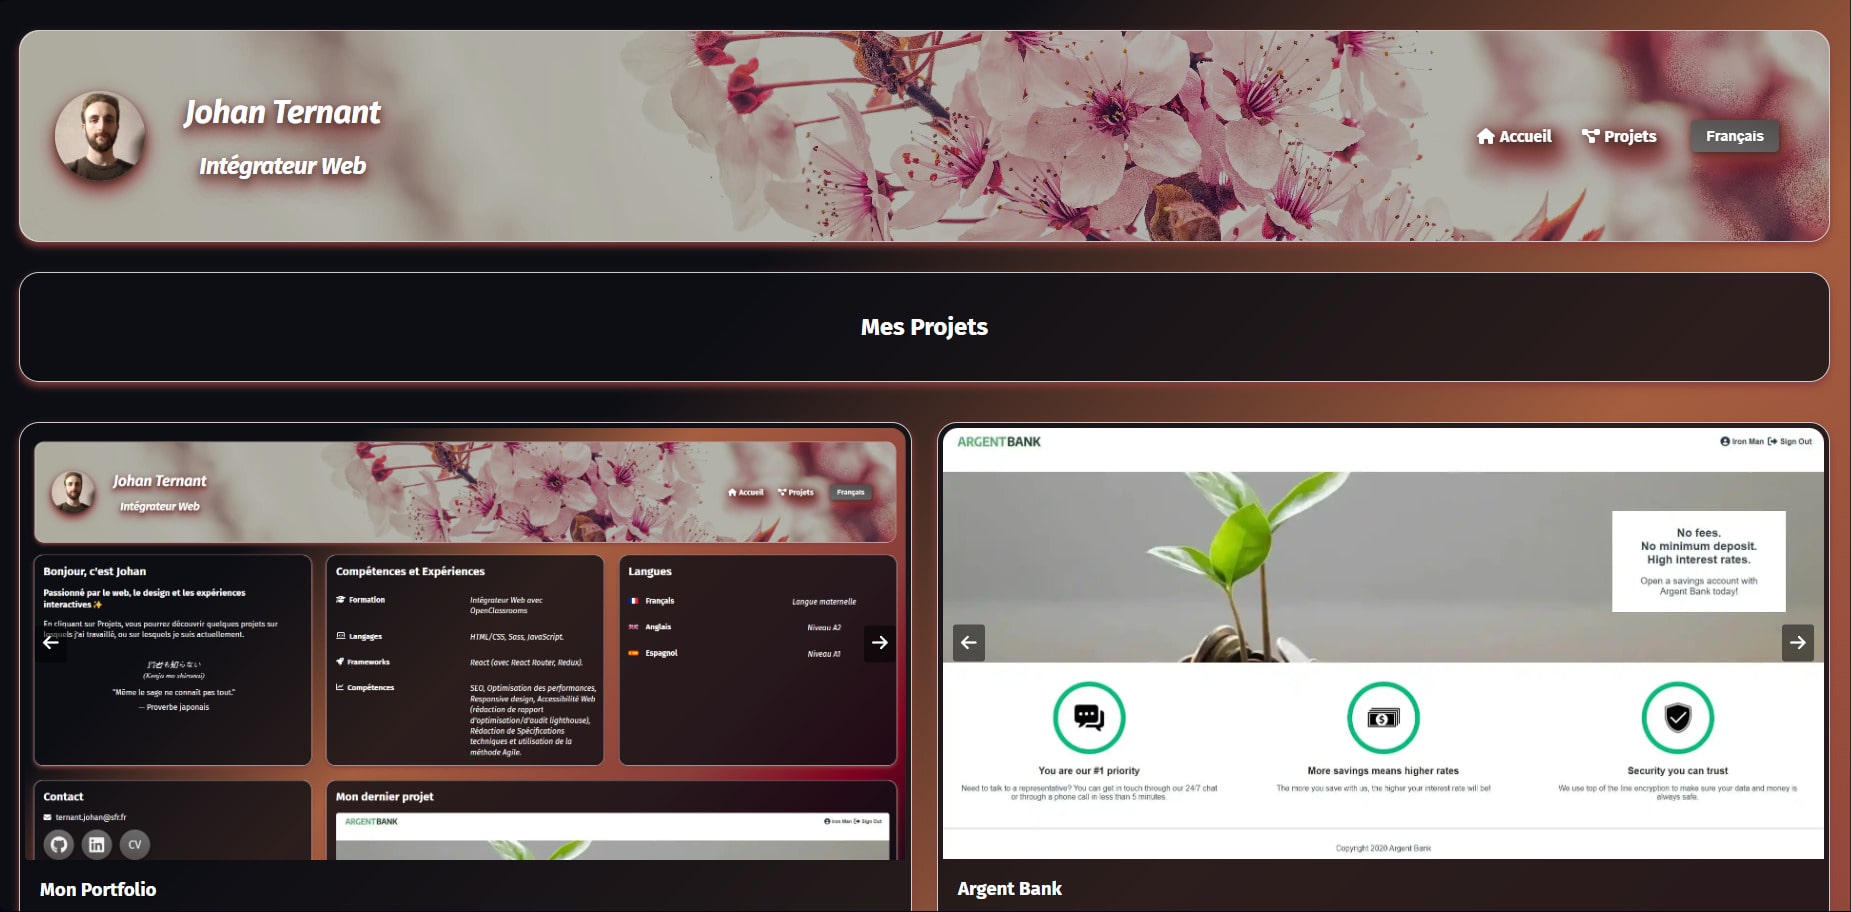 Johan Ternant
Intégrateur Web
Accueil
Projets
Français
Mes Projets
Johan Ternant
Intégrateur Web
Accueil
Projets
Français
Bonjour, c'est Johan
Passionné par le web, le design et les expériences
interactives✨
En cliquant sur Projets, vous pourrez découvrir quelques projets sur
lesquels j'ai travaillé, ou sur lesquels je suis actuellement.
(Kenja mo shiranai)
"Même le sage ne connaît pas tout."
— Proverbe japonais
Compétences et Expériences
Formation
Intégrateur Web avec
OpenClassrooms
Langages
HTML/CSS, Sass, JavaScript.
Frameworks
React (avec React Router, Redux).
Compétences
SEO, Optimisation des performances,
Responsive design, Accessibilité Web
(rédaction de rapport
d'optimisation/d'audit lighthouse),
Rédaction de Spécifications
techniques et utilisation de la
méthode Agile.
Langues
Français
Langue maternelle
Anglais
Niveau A2
Espagnol
Niveau A1
Contact
ternant.johan@sfr.fr
CV
Mon dernier projet
ARGENTBANK
Iron Man
Sign Out
Mon Portfolio
ARGENTBANK
Iron Man
Sign Out
No fees.
No minimum deposit.
High interest rates.
Open a savings account with
Argent Bank today!
You are our #1 priority
Need to talk to a representative? You can get in touch through our 24/7 chat
or through a phone call in less than 5 minutes.
More savings means higher rates
The more you save with us, the higher your interest rate will be!
Security you can trust
We use top of the line encryption to make sure your data and money is
always safe.
Copyright 2020 Argent Bank
Argent Bank